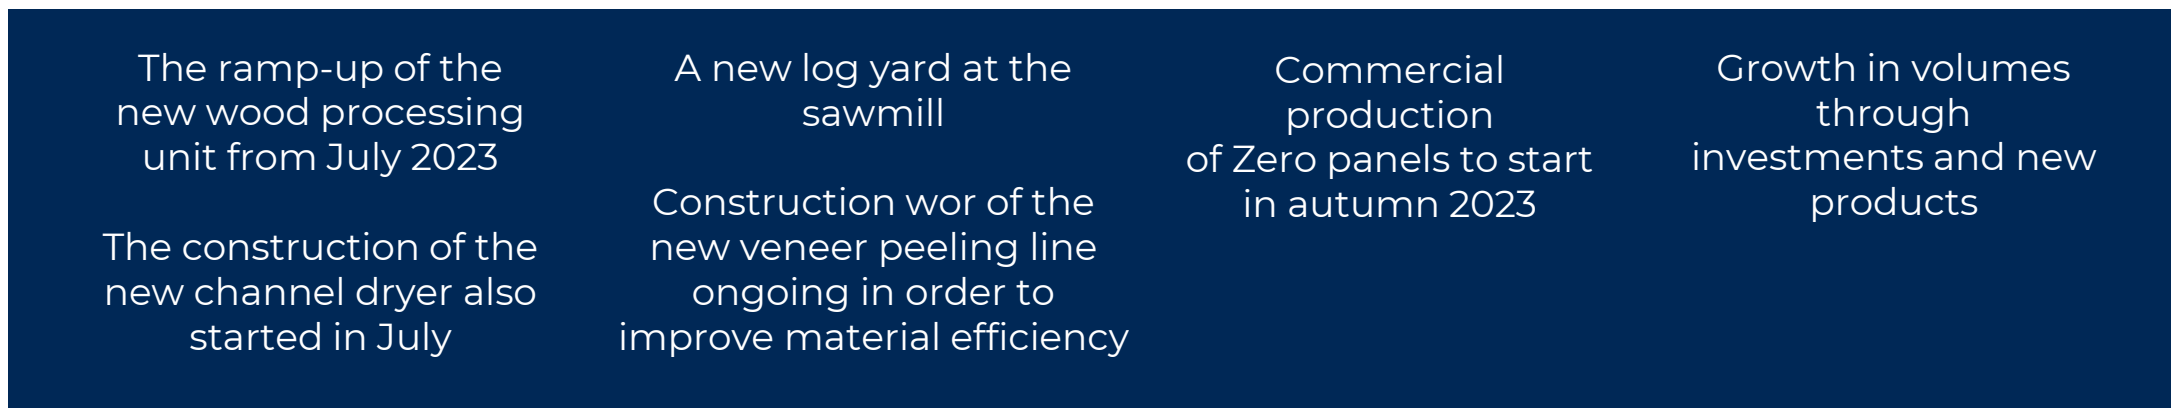 The ramp-up of the
new wood processing
unit from July 2023
The construction of the
new channel dryer also
started in July
A new log yard at the
sawmill
Construction wor of the
new veneer peeling line
ongoing in order to
improve material efficiency
Commercial
production
of Zero panels to start
in autumn 2023
Growth in volumes
through
investments and new
products